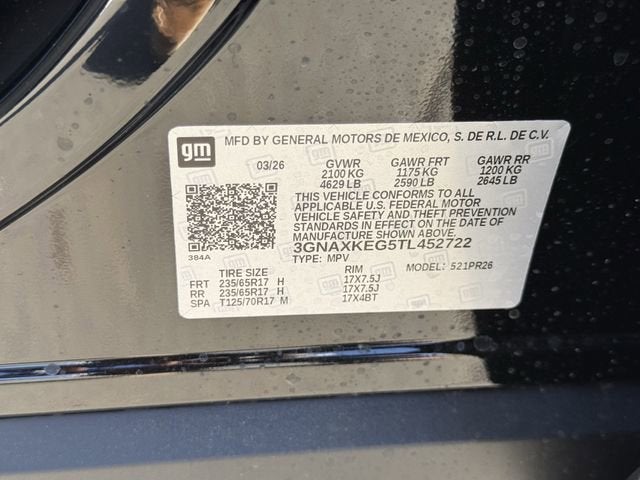 gm
MFD BY GENERAL MOTORS DE MEXICO, S. DE R.L. DE C.V.
03/26 GVWR GAWR FRT GAWR RR
2100 KG 1175 KG 1200 KG
4629 LB 2590 LB 2645 LB
THIS VEHICLE CONFORMS TO ALL
APPLICABLE U.S. FEDERAL MOTOR
VEHICLE SAFETY AND THEFT PREVENTION
STANDARDS IN EFFECT ON THE DATE OF
MANUFACTURE SHOWN ABOVE.
3GNAXKEG5TL452722
384A TYPE: MPV MODEL: 521PR26
TIRE SIZE RIM
FRT 235/65R17 H 17X7.5J
RR 235/65R17 H 17X7.5J
SPA T125/70R17 M 17X4BT